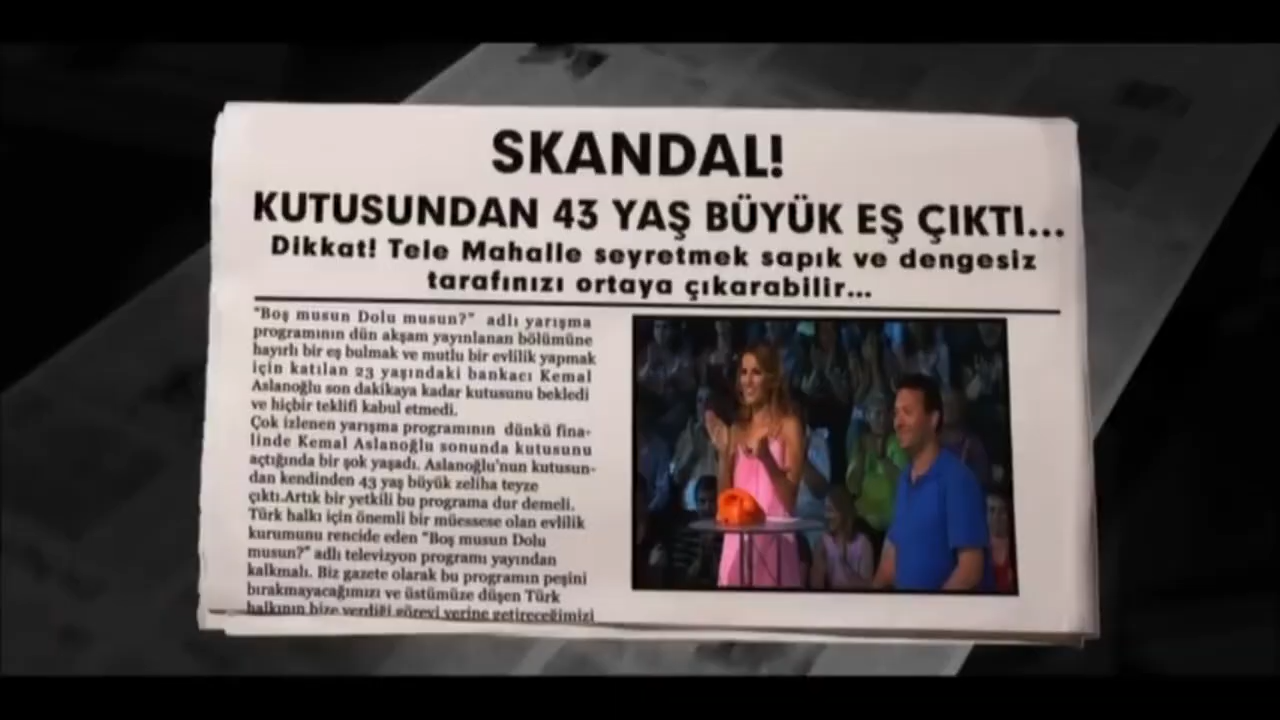 SKANDAL!
KUTUSUNDAN 43 YAŞ BÜYÜK EŞ ÇIKTI...
Dikkat! Tele Mahalle seyretmek sapık ve dengesiz
tarafınızı ortaya çıkarabilir...
"Boş musun Dolu musun?" adlı yarışma
programının dün akşam yayınlanan bölümüne
hayırlı bir eş bulmak ve mutlu bir evlilik yapmak
için katılan 23 yaşındaki bankacı Kemal
Aslanoğlu son dakikaya kadar kutusunu bekledi
ve hiçbir teklifi kabul etmedi.
Çok izlenen yarışma programının dünkü fina-
linde Kemal Aslanoğlu sonunda kutusunu
açtığında bir şok yaşadı. Aslanoğlu'nun kutusun-
dan kendinden 43 yaş büyük zeliha teyze
çıktı.Artık bir yetkili bu programa dur demeli.
Türk halkı için önemli bir müessese olan evlilik
kurumunu rencide eden "Boş musun Dolu
musun?" adlı televizyon programı yayından
kalkmalı. Biz gazete olarak bu programın peşini
bırakmayacağımızı ve üstümüze düşen Türk
halkının bize verdiği görevi yerine getireceğimizi